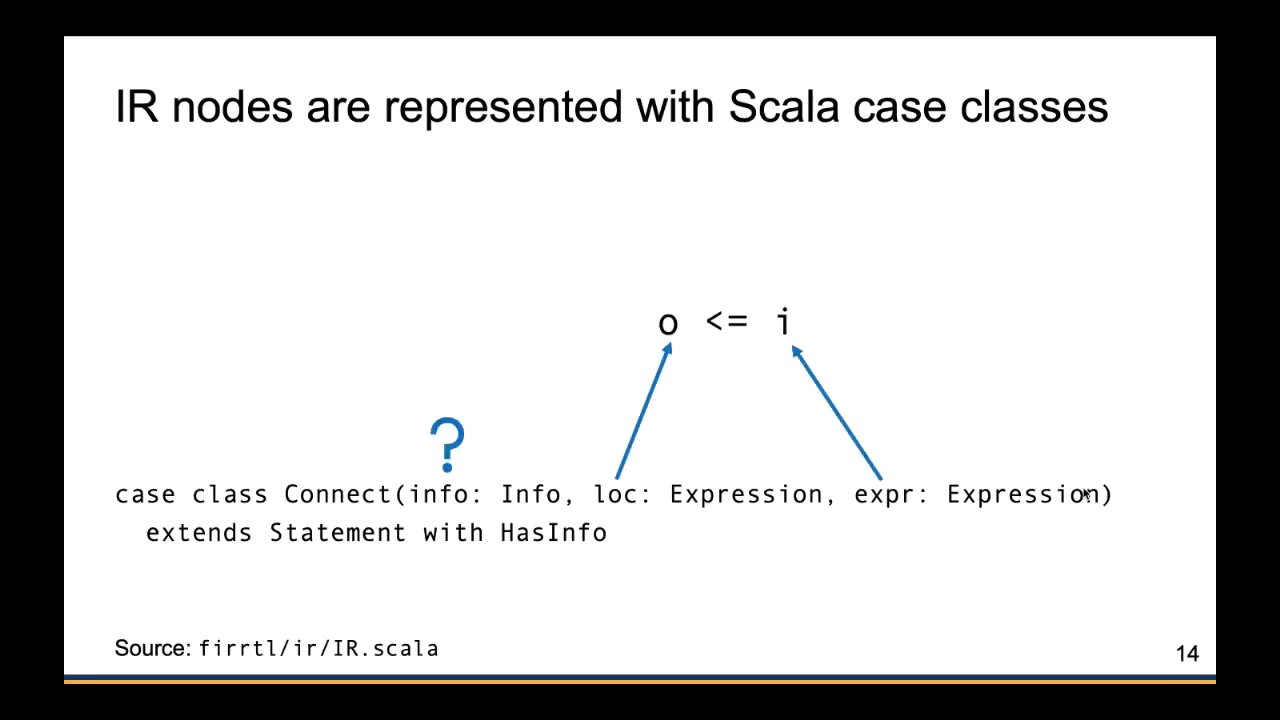 IR nodes are represented with Scala case classes
o <= i
?
case class Connect(info: Info, loc: Expression, expr: Expression)
extends Statement with HasInfo
Source: firrtl/ir/IR.scala
14